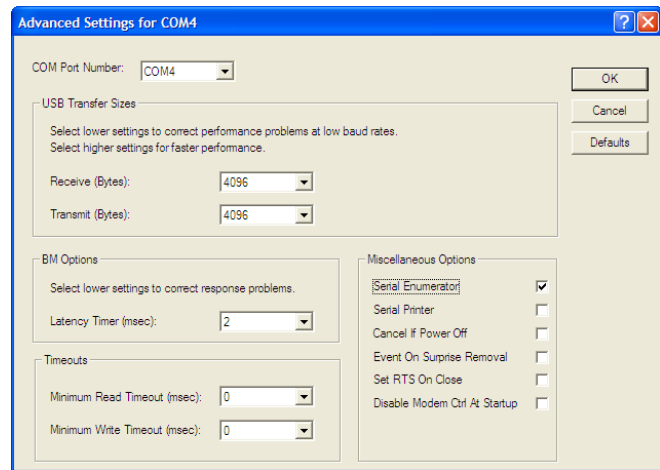 Advanced Settings for COM4
COM Port Number: COM4
OK
USB Transfer Sizes
Cancel
Select lower settings to correct performance problems at low baud rates.
Select higher settings for faster performance.
Defaults
Receive (Bytes): 4096
Transmit (Bytes): 4096
BM Options
Select lower settings to correct response problems.
Latency Timer (msec): 2
Timeouts
Minimum Read Timeout (msec): 0
Minimum Write Timeout (msec): 0
Miscellaneous Options
Serial Enumerator
Serial Printer
Cancel If Power Off
Event On Surprise Removal
Set RTS On Close
Disable Modem Ctrl At Startup